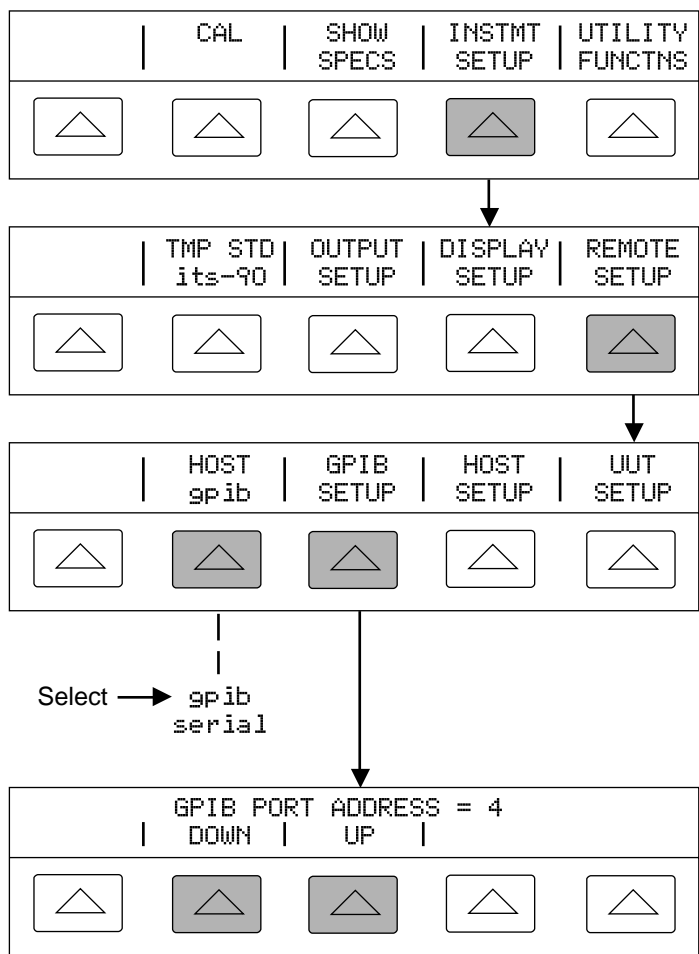 CAL | SHOW | INSTMT | UTILITY
SPECS | SETUP | FUNCTNS
TMP STD | OUTPUT | DISPLAY | REMOTE
its-90 | SETUP | SETUP | SETUP
HOST | GPIB | HOST | UUT
gpib | SETUP | SETUP | SETUP
Select gpib
serial
GPIB PORT ADDRESS = 4
DOWN | UP |